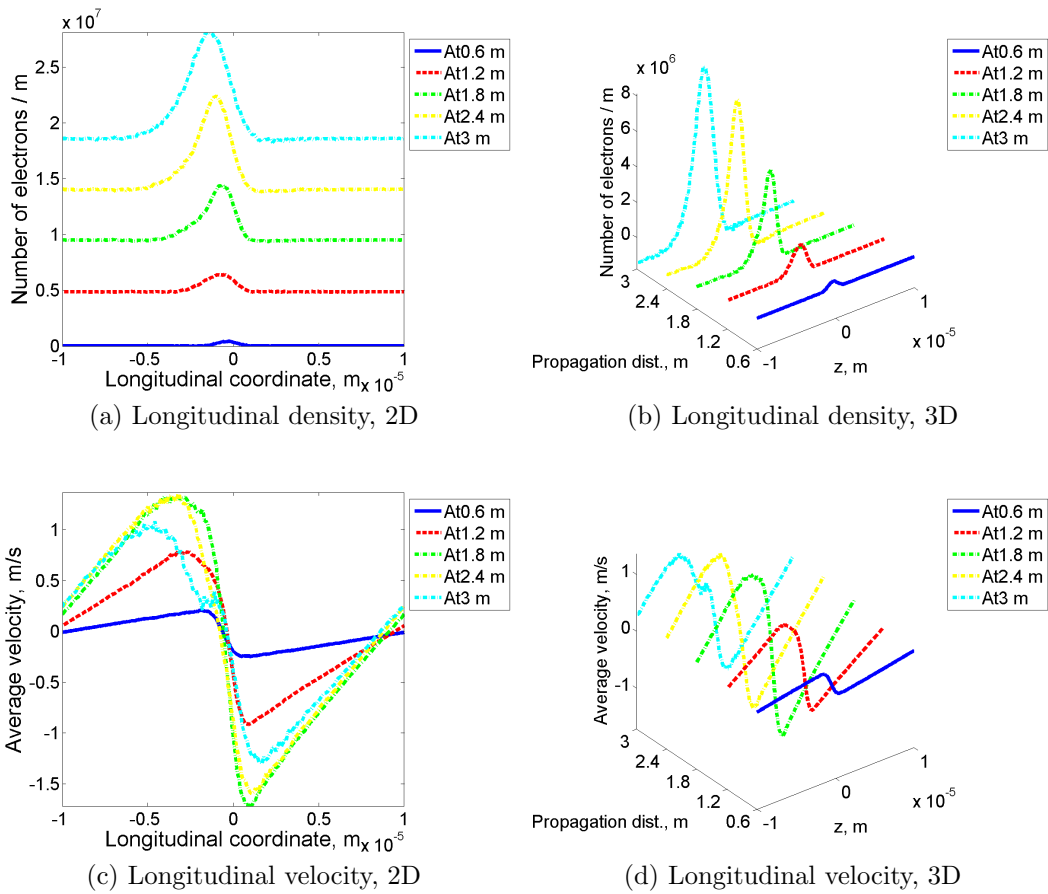 x 10^7
Number of electrons / m
2.5
2
1.5
1
0.5
0
-1
-0.5
0
0.5
1
Longitudinal coordinate, m
x 10^-5
At0.6 m
At1.2 m
At1.8 m
At2.4 m
At3 m
(a) Longitudinal density, 2D
x 10^6
Number of electrons / m
8
6
4
2
0
3
2.4
1.8
1.2
0.6
Propagation dist., m
-1
0
1
x 10^-5
z, m
At0.6 m
At1.2 m
At1.8 m
At2.4 m
At3 m
(b) Longitudinal density, 3D
Average velocity, m/s
1
0.5
0
-0.5
-1
-1.5
-1
-0.5
0
0.5
1
Longitudinal coordinate, m
x 10^-5
At0.6 m
At1.2 m
At1.8 m
At2.4 m
At3 m
(c) Longitudinal velocity, 2D
Average velocity, m/s
1
0
-1
3
2.4
1.8
1.2
0.6
Propagation dist., m
-1
0
1
x 10^-5
z, m
At0.6 m
At1.2 m
At1.8 m
At2.4 m
At3 m
(d) Longitudinal velocity, 3D